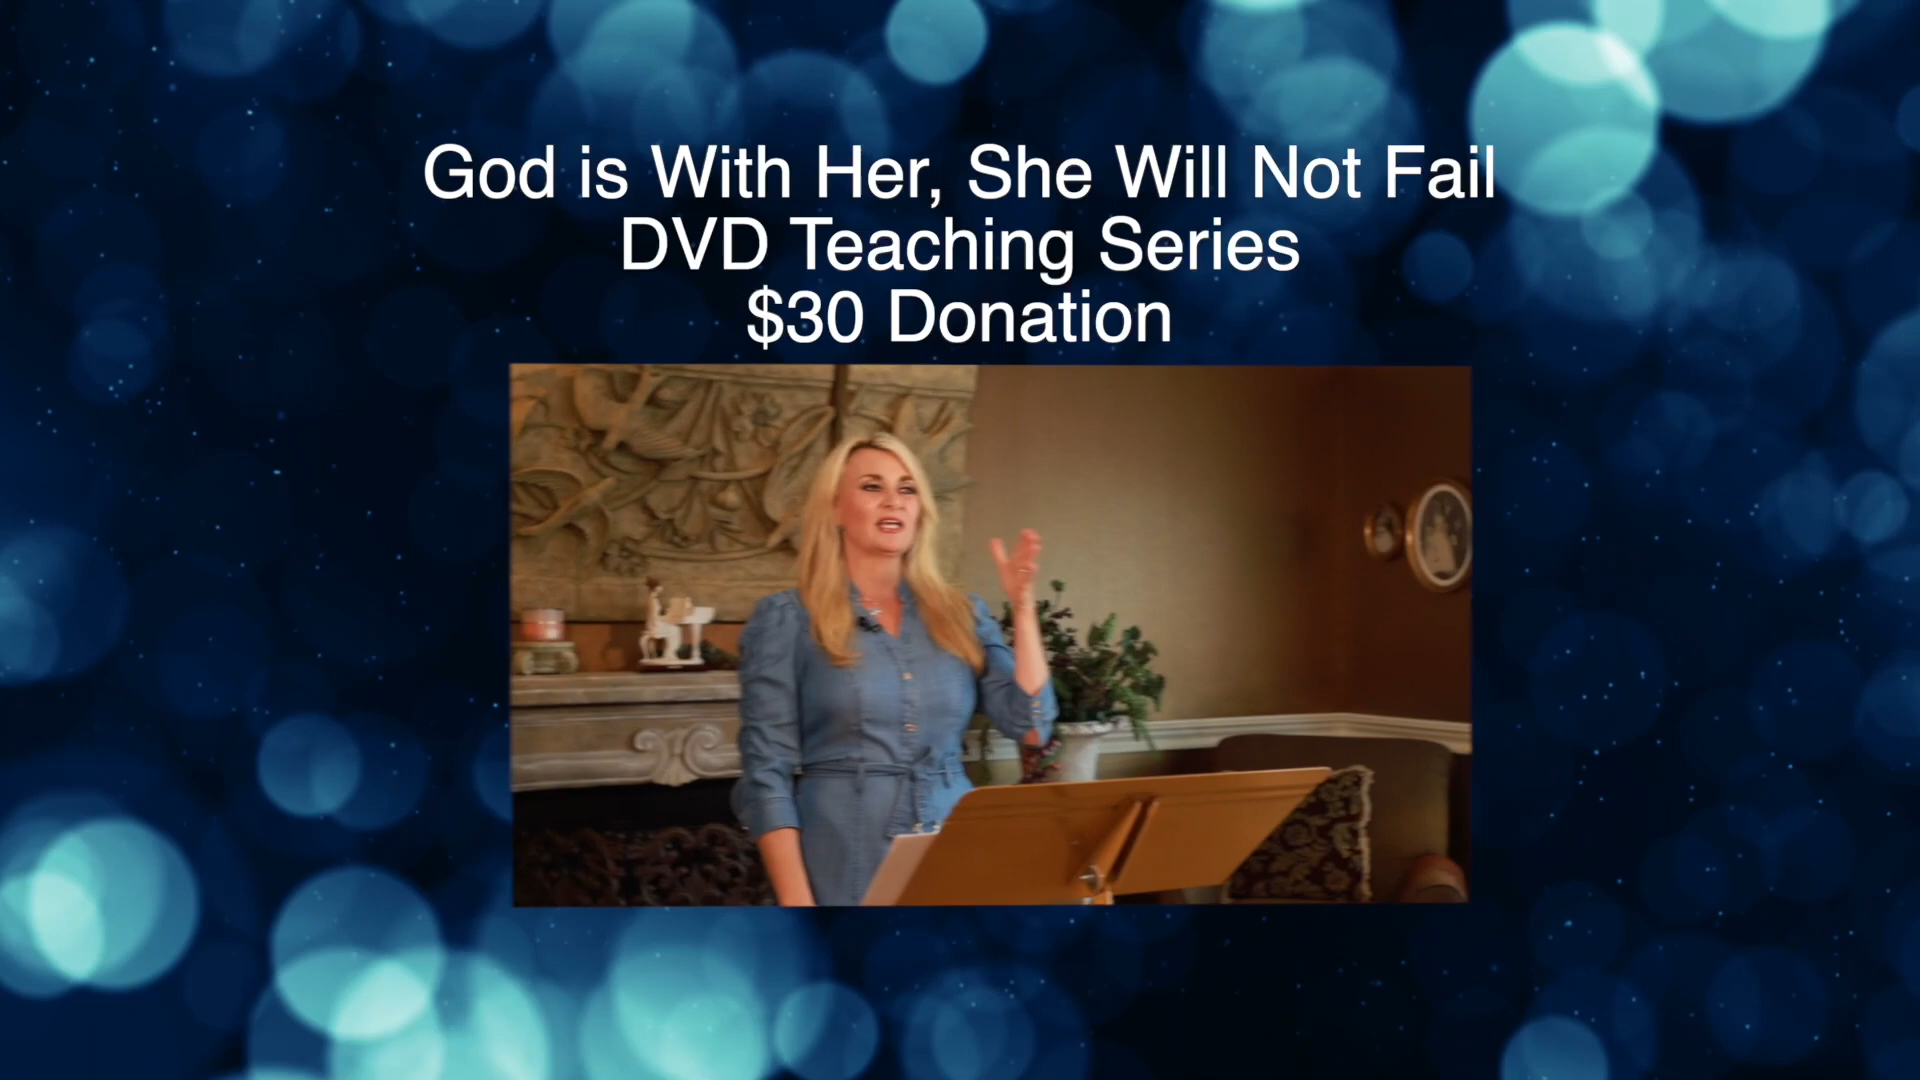 God is With Her, She Will Not Fail
DVD Teaching Series
$30 Donation